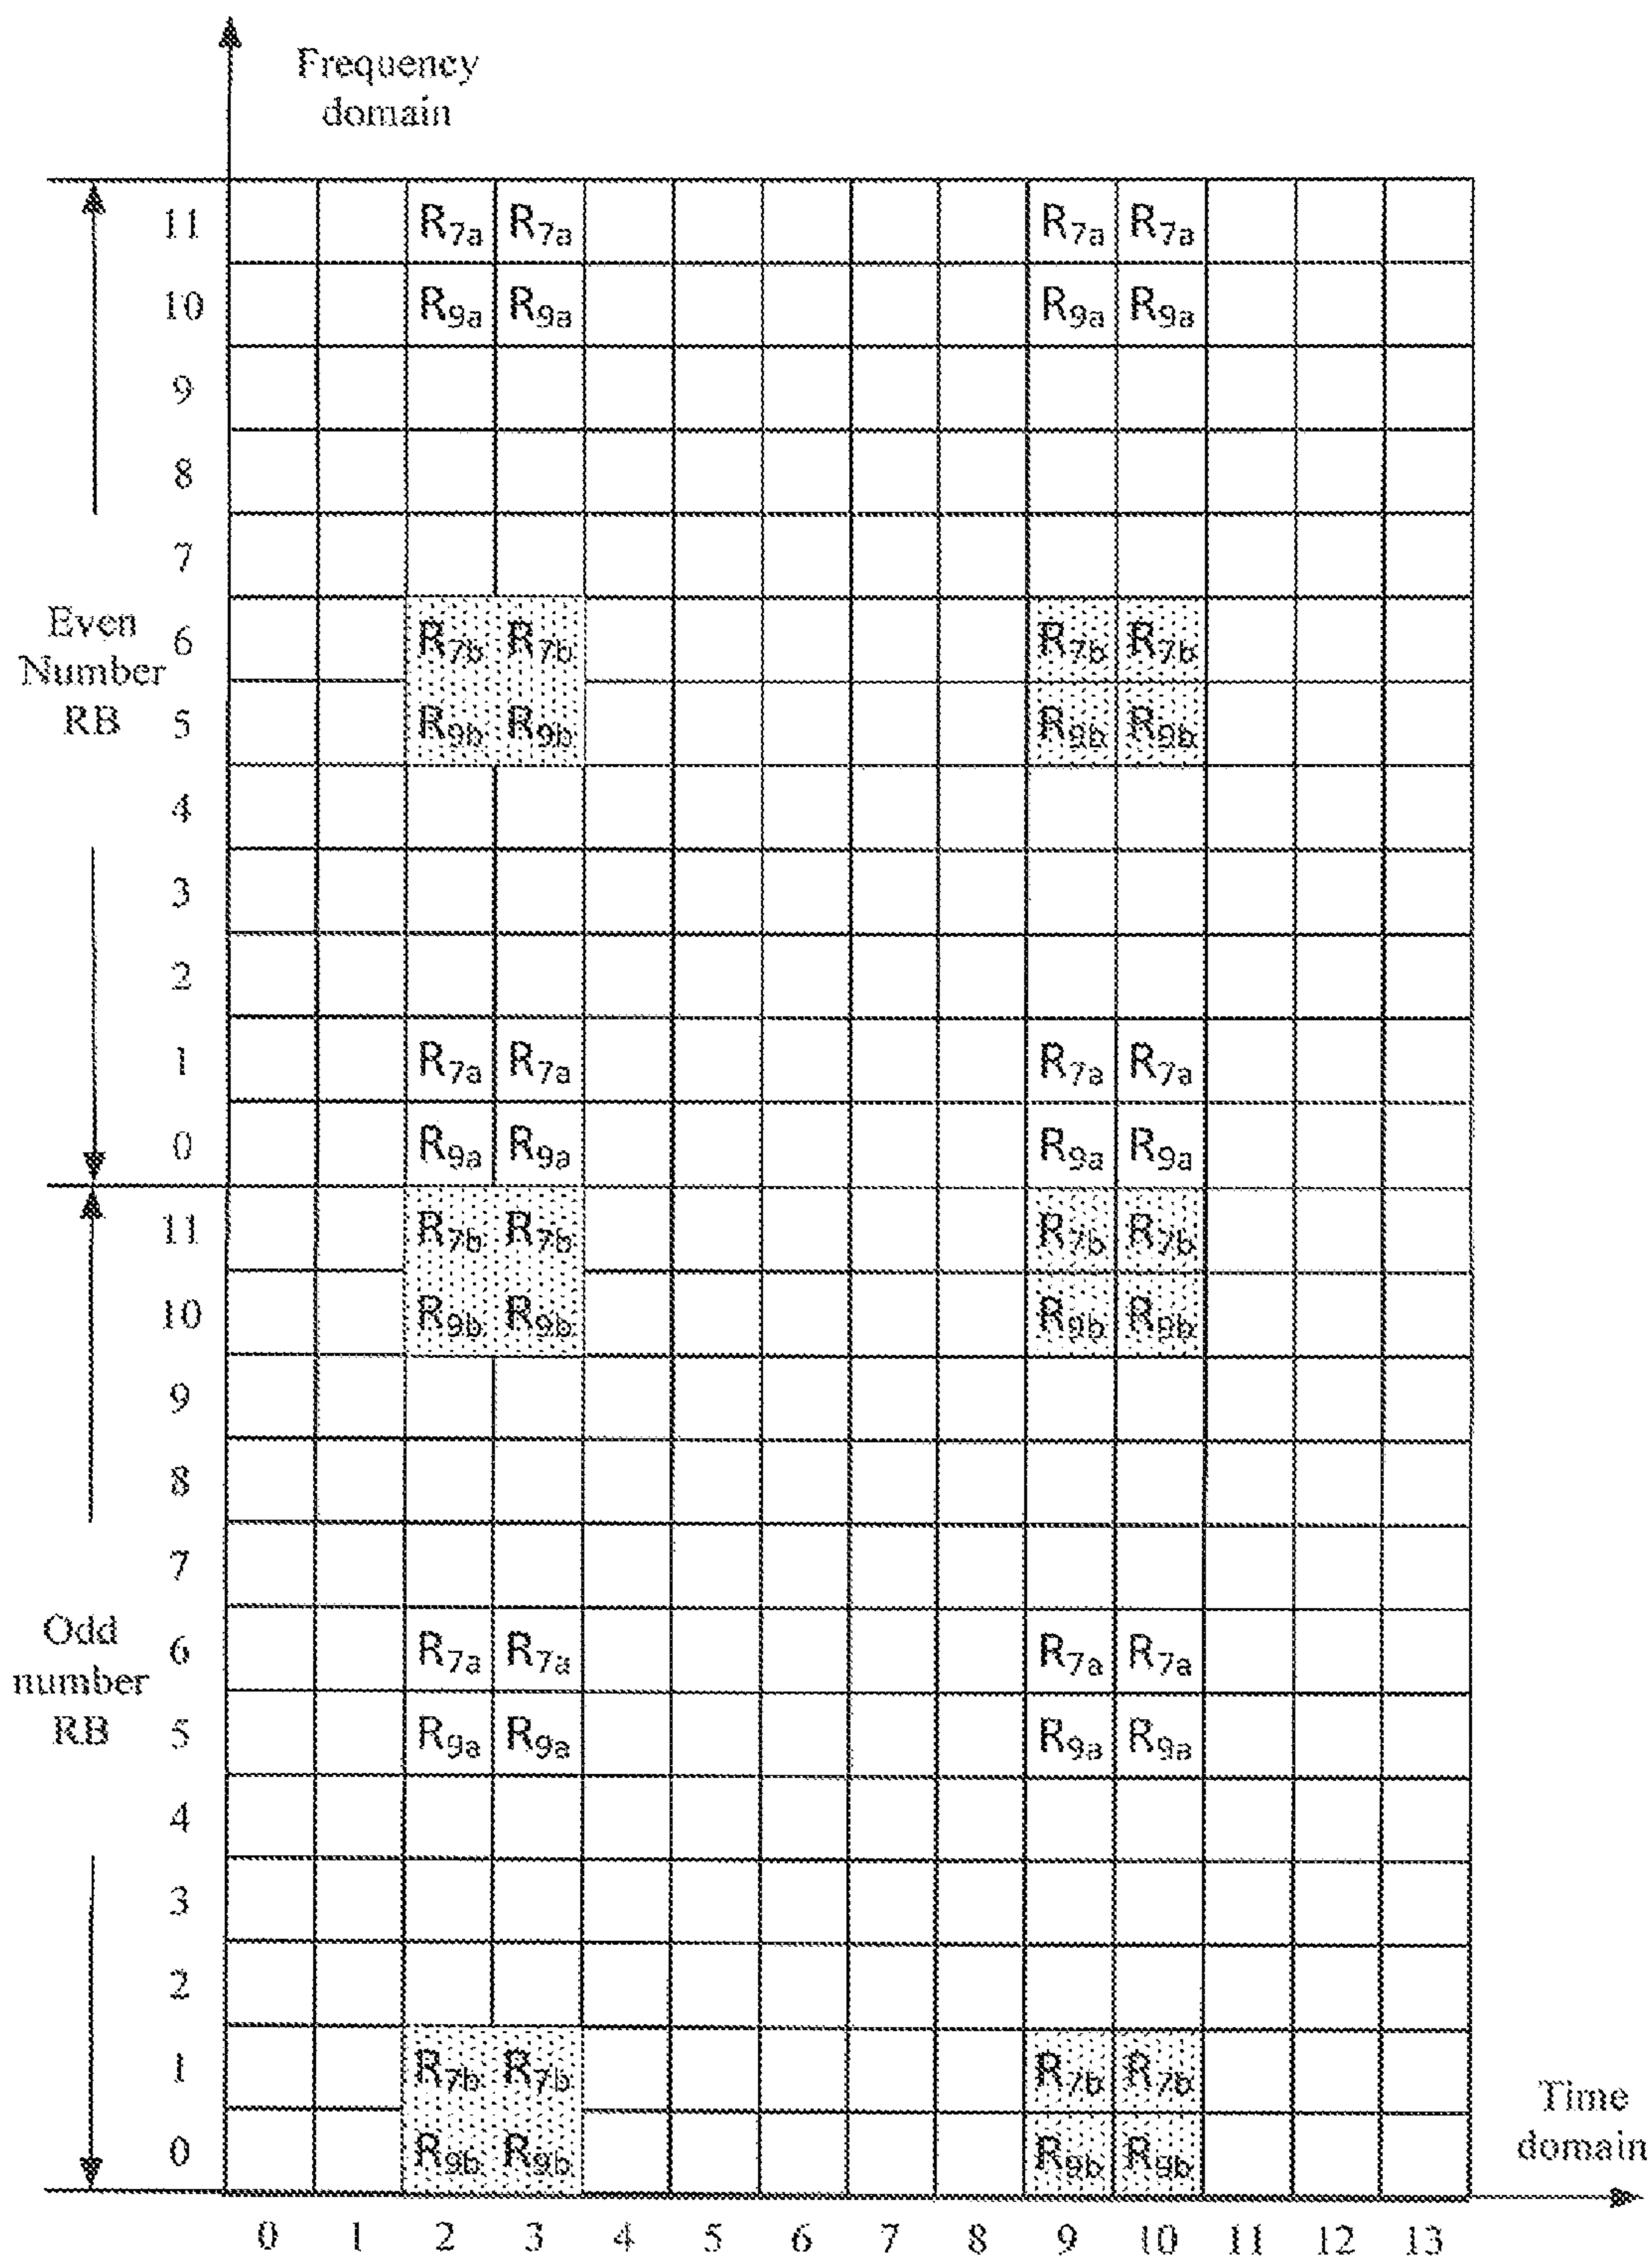 Frequency
domain
11 R7a R7a R7a R7a
10 R9a R9a R9a R9a
9
8
7
Even
Number
RB
6 R7b R7b R7b R7b
5 R9b R9b R9b R9b
4
3
2
1 R7a R7a R7a R7a
0 R9a R9a R9a R9a
11 R7b R7b R7b R7b
10 R9b R9b R9b R9b
9
8
7
Odd
number
RB
6 R7a R7a R7a R7a
5 R9a R9a R9a R9a
4
3
2
1 R7b R7b R7b R7b
0 R9b R9b R9b R9b
Time
domain
0 1 2 3 4 5 6 7 8 9 10 11 12 13